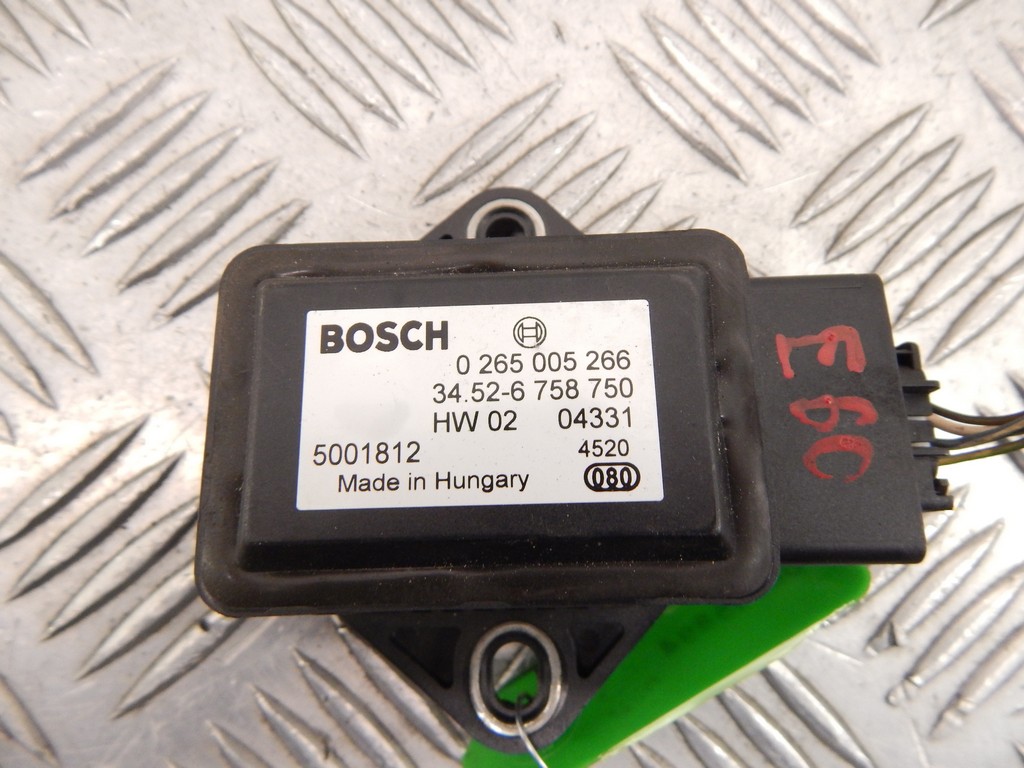 BOSCH
0 265 005 266
34.52-6 758 750
HW 02 04331
5001812 4520
Made in Hungary 080
E60